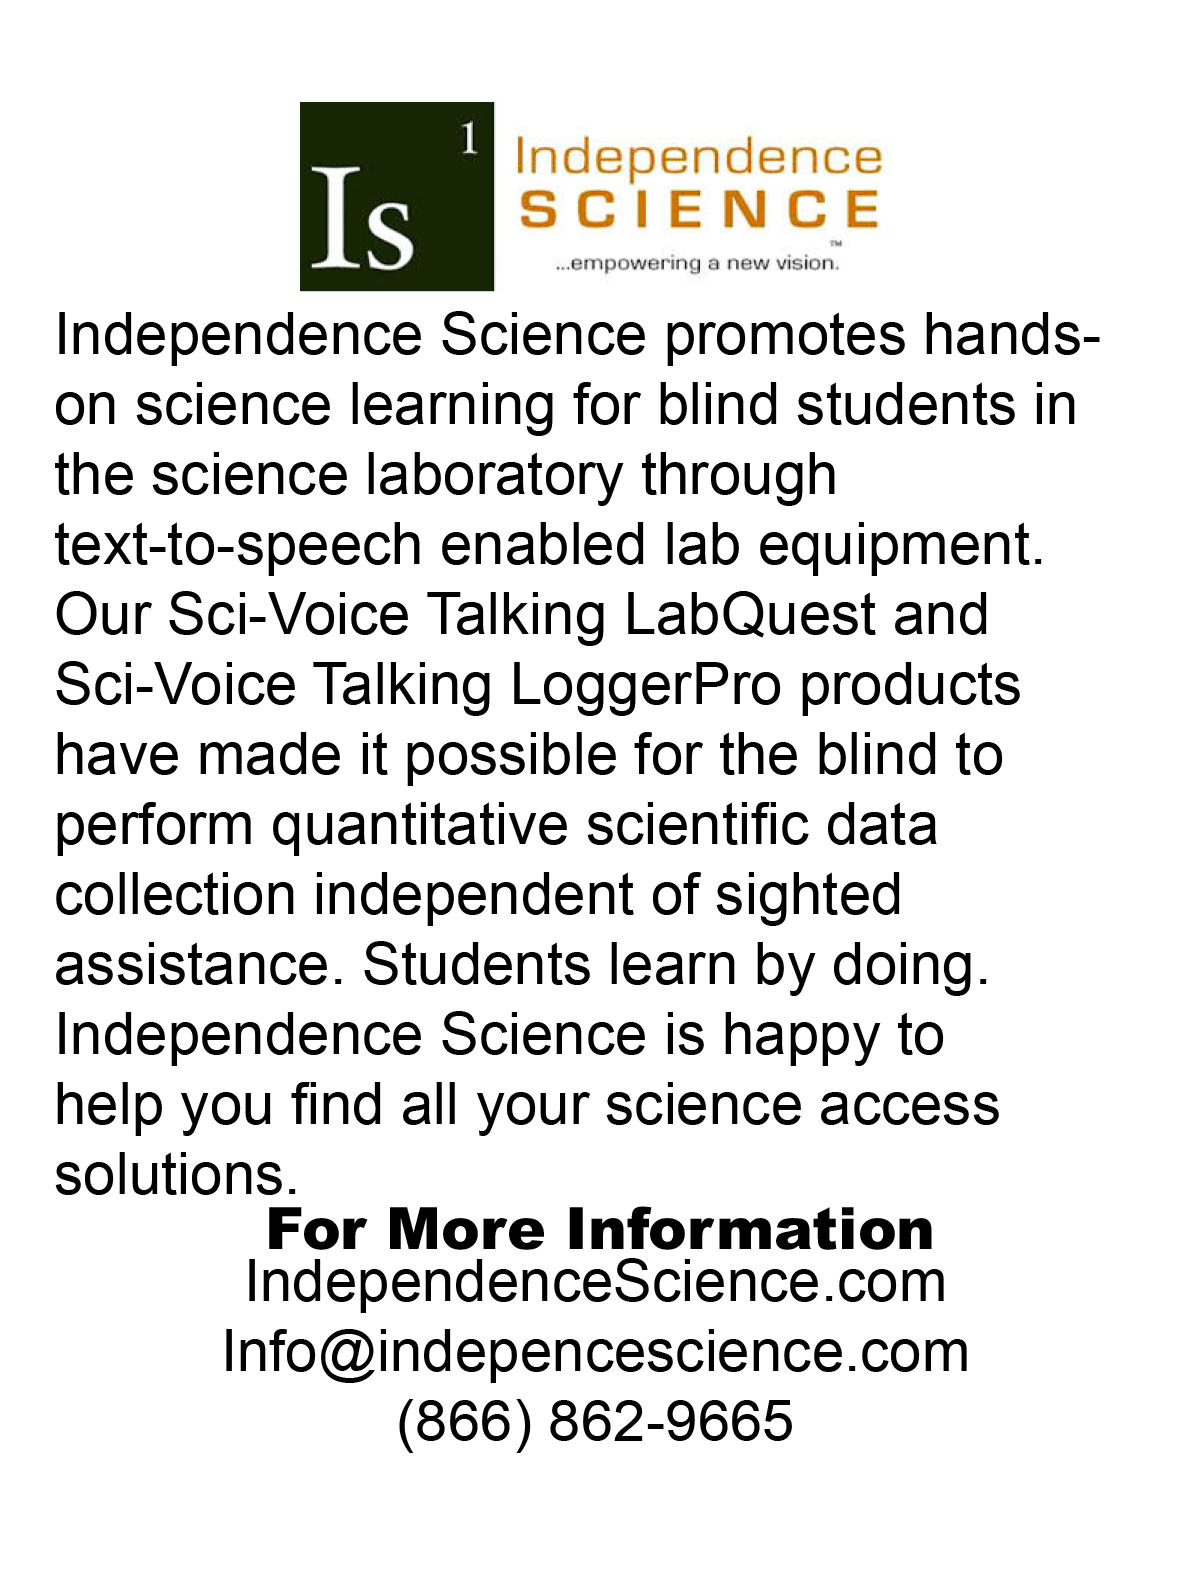 1
Is
Independence
SCIENCE
™
...empowering a new vision.
Independence Science promotes hands-
on science learning for blind students in
the science laboratory through
text-to-speech enabled lab equipment.
Our Sci-Voice Talking LabQuest and
Sci-Voice Talking LoggerPro products
have made it possible for the blind to
perform quantitative scientific data
collection independent of sighted
assistance. Students learn by doing.
Independence Science is happy to
help you find all your science access
solutions.
For More Information
IndependenceScience.com
Info@indepencescience.com
(866) 862-9665